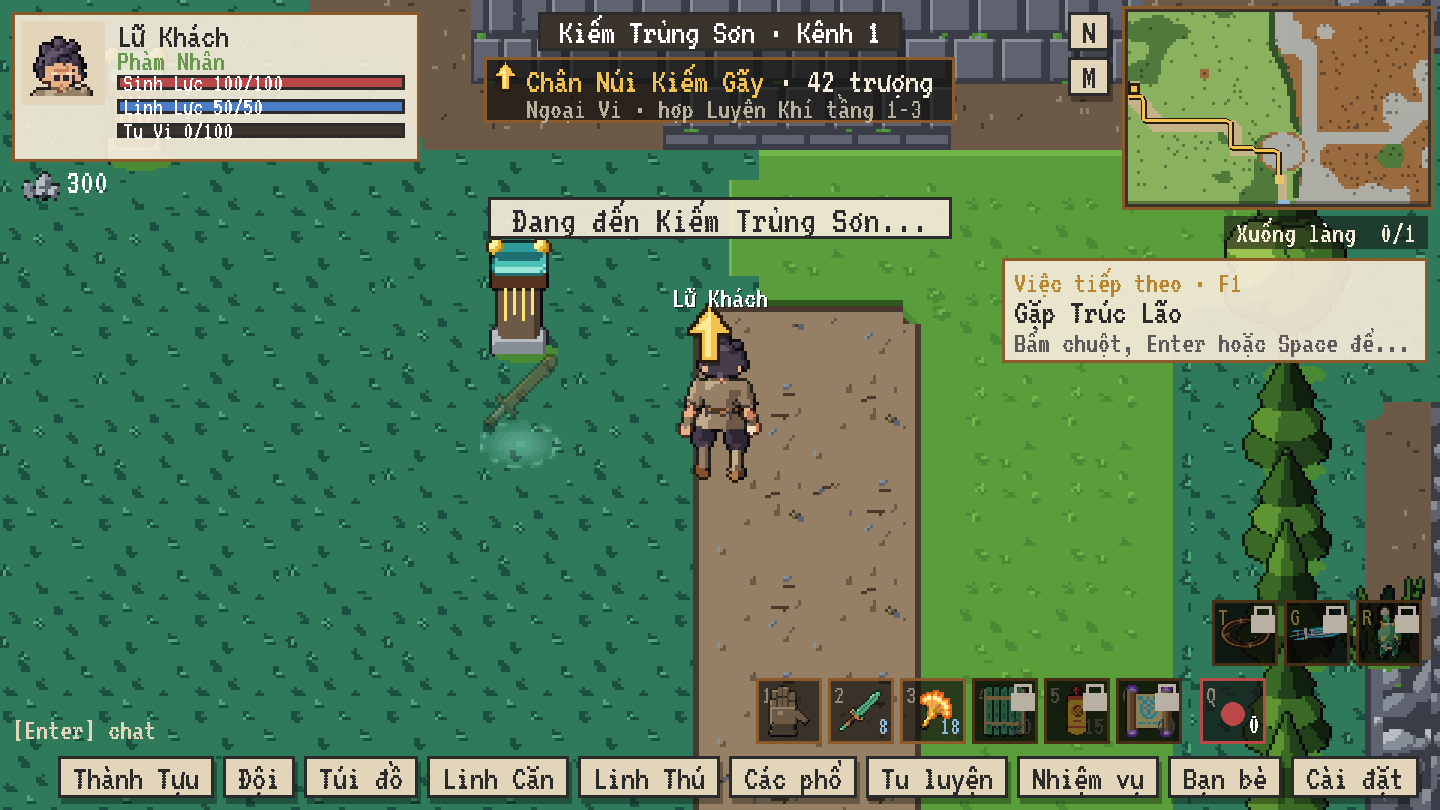 Lữ Khách
Phàm Nhân
Sinh Lực 100/100
Linh Lực 50/50
Tu Vi 0/100
300
Kiếm Trủng Sơn · Kênh 1
Chân Núi Kiếm Gãy · 42 trượng
Ngoại Vi · hợp Luyện Khí tầng 1-3
N
M
Đang đến Kiếm Trủng Sơn...
Xuống làng 0/1
Việc tiếp theo · F1
Gặp Trúc Lão
Bấm chuột, Enter hoặc Space để...
Lữ Khách
T
G
R
1
2
8
3
18
5
15
Q
0
[Enter] chat
Thành Tựu
Đội
Túi đồ
Linh Căn
Linh Thú
Các phổ
Tu luyện
Nhiệm vụ
Bạn bè
Cài đặt